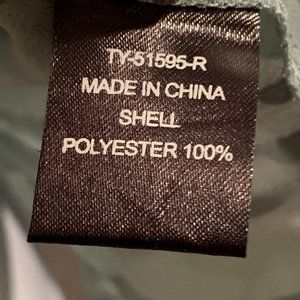 TY-51595-R
MADE IN CHINA
SHELL
POLYESTER 100%